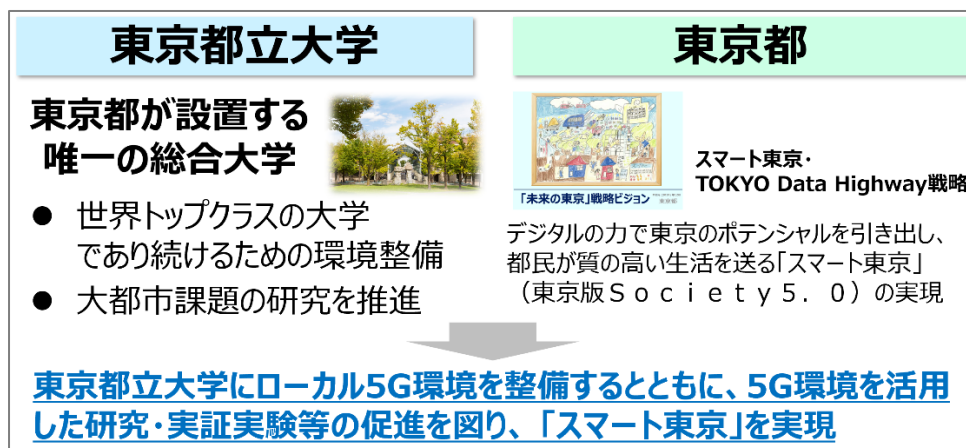 東京都立大学
東京都が設置する
唯一の総合大学
● 世界トップクラスの大学
であり続けるための環境整備
● 大都市課題の研究を推進
東京都
「未来の東京」戦略ビジョン
東京都
スマート東京・
TOKYO Data Highway戦略
デジタルの力で東京のポテンシャルを引き出し、
都民が質の高い生活を送る「スマート東京」
（東京版Ｓｏｃｉｅｔｙ５．０）の実現
東京都立大学にローカル5G環境を整備するとともに、5G環境を活用
した研究・実証実験等の促進を図り、「スマート東京」を実現